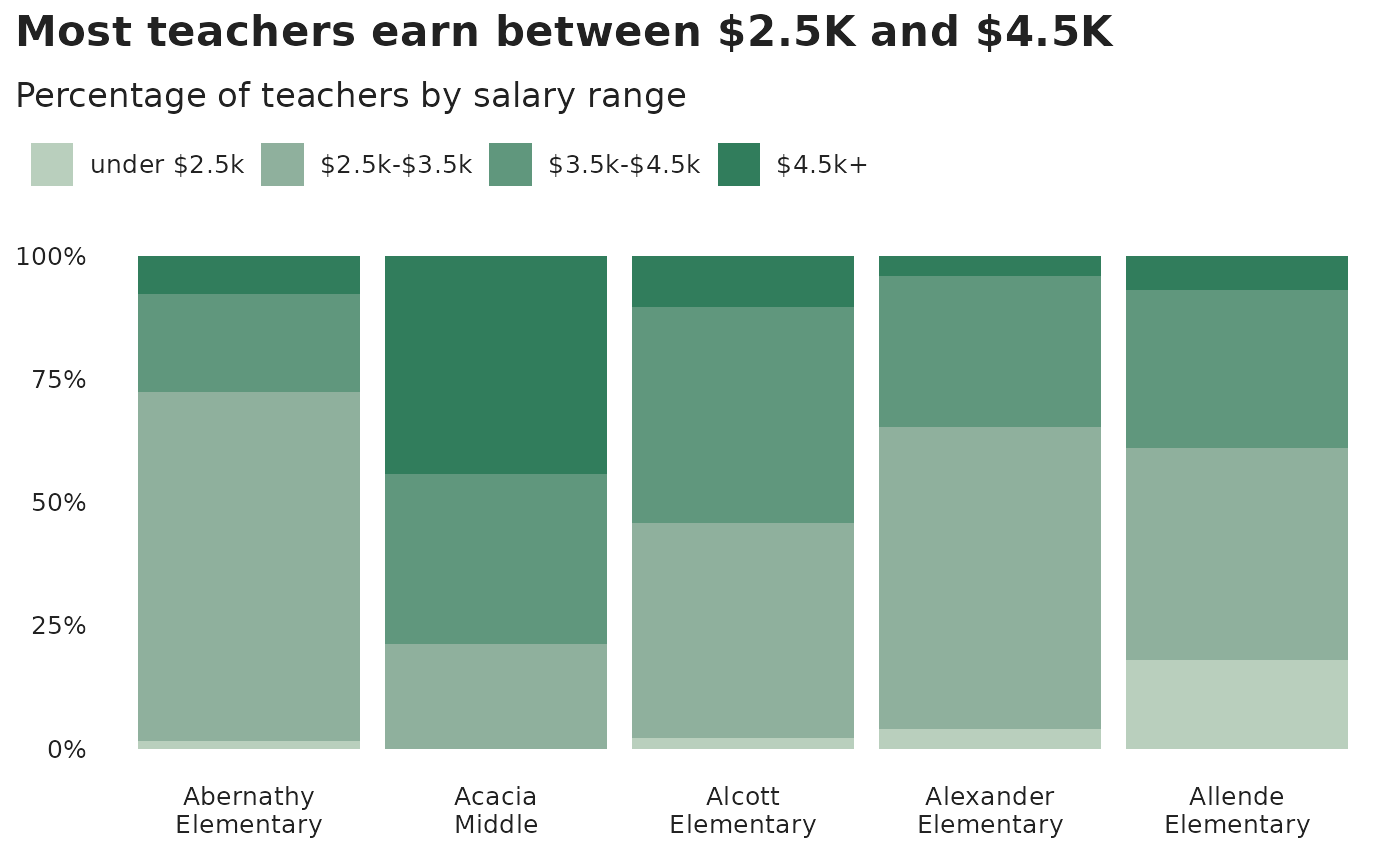 Most teachers earn between $2.5K and $4.5K
Percentage of teachers by salary range
under $2.5k $2.5k-$3.5k $3.5k-$4.5k $4.5k+
100%
75%
50%
25%
0%
Abernathy Elementary
Acacia Middle
Alcott Elementary
Alexander Elementary
Allende Elementary